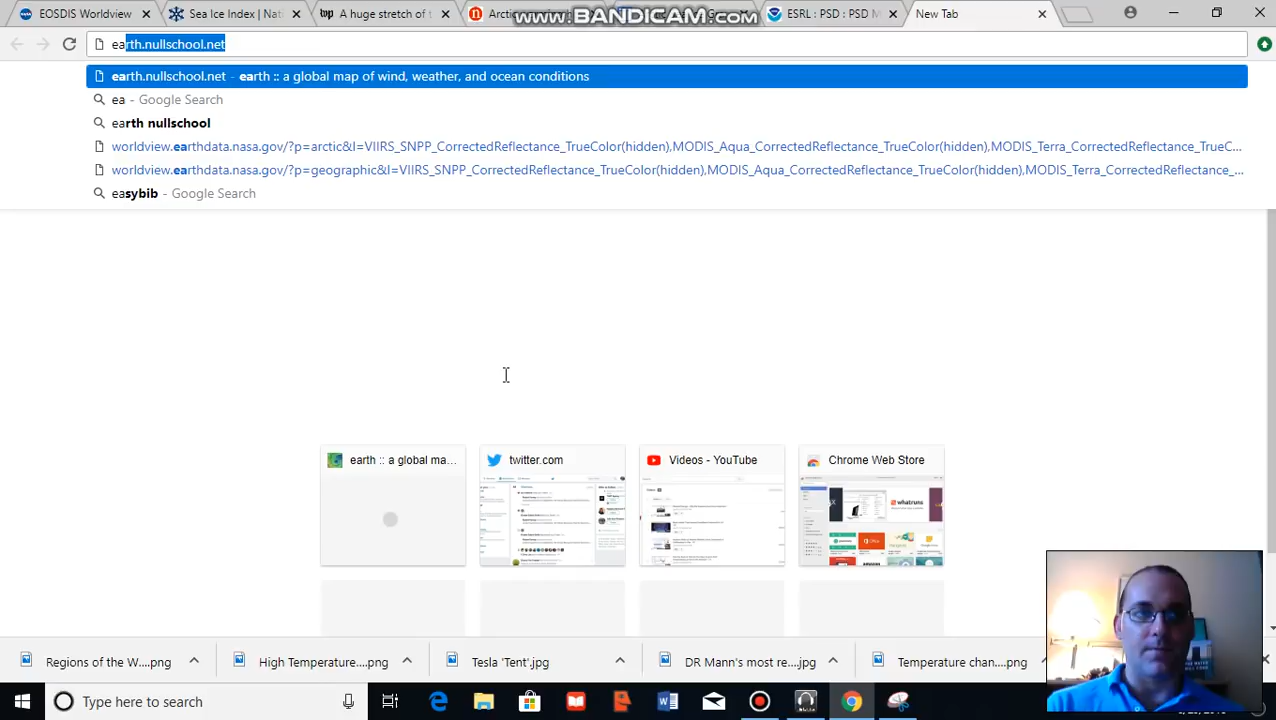 EOSDIS Worldview
Sea Ice Index | Nati
A huge stretch of t
Arctic
ESRL : PSD : PSD M
New Tab
www.BANDICAM.com
earth.nullschool.net
earth.nullschool.net - earth :: a global map of wind, weather, and ocean conditions
ea - Google Search
earth nullschool
worldview.earthdata.nasa.gov/?p=arctic&l=VIIRS_SNPP_CorrectedReflectance_TrueColor(hidden),MODIS_Aqua_CorrectedReflectance_TrueColor(hidden),MODIS_Terra_CorrectedReflectance_TrueC...
worldview.earthdata.nasa.gov/?p=geographic&l=VIIRS_SNPP_CorrectedReflectance_TrueColor(hidden),MODIS_Aqua_CorrectedReflectance_TrueColor(hidden),MODIS_Terra_CorrectedReflectance_...
easybib - Google Search
earth :: a global ma...
twitter.com
Videos - YouTube
Chrome Web Store
Regions of the W....png
High Temperature....png
Tesla 'Tent'.jpg
DR Mann's most re....jpg
Temperature chan....png
Type here to search